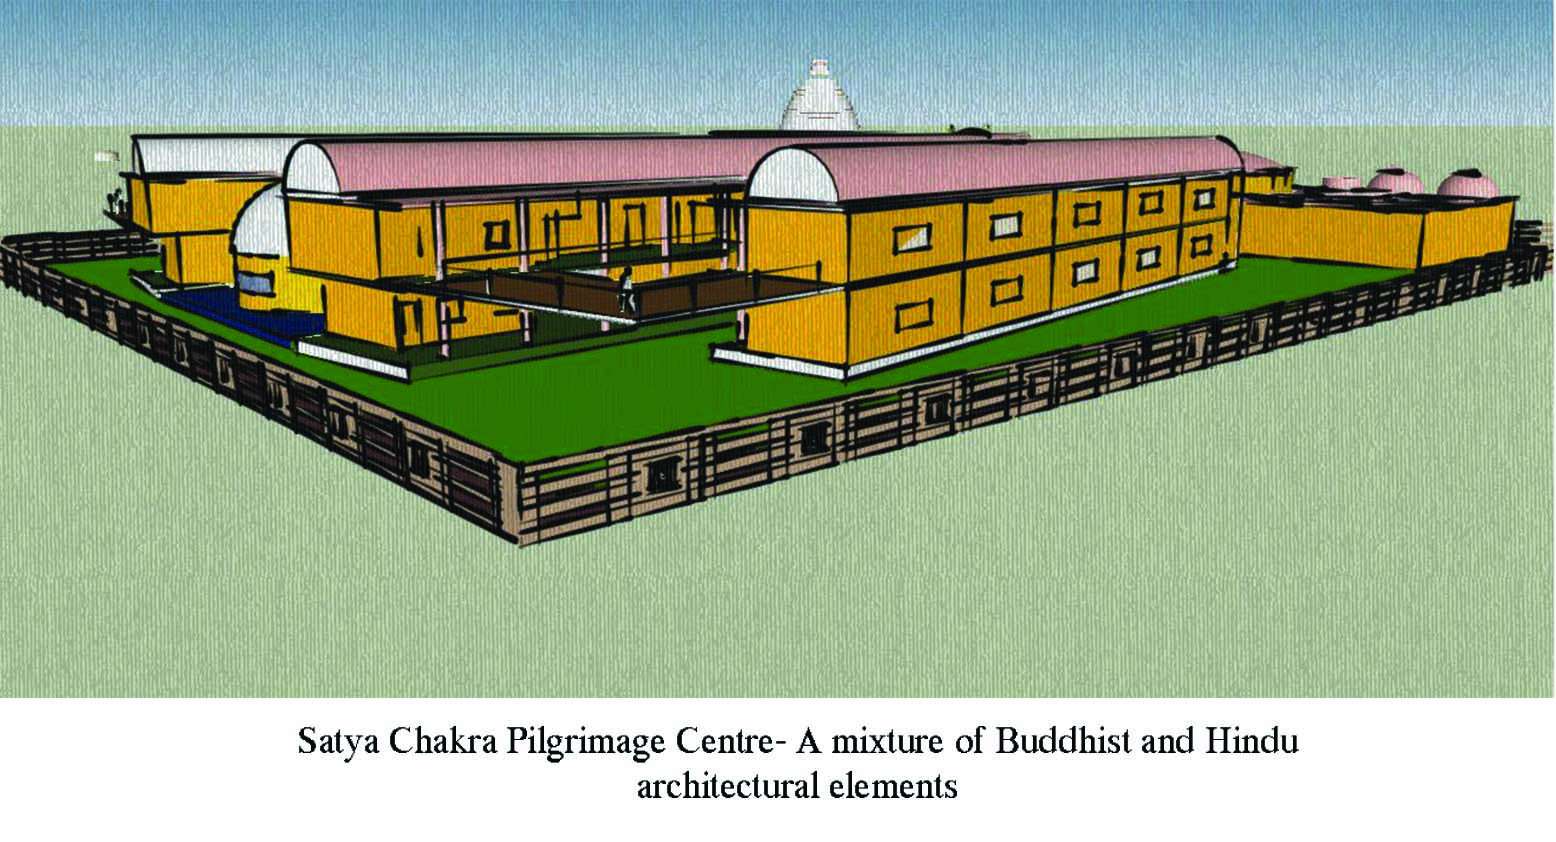 Satya Chakra Pilgrimage Centre- A mixture of Buddhist and Hindu
architectural elements